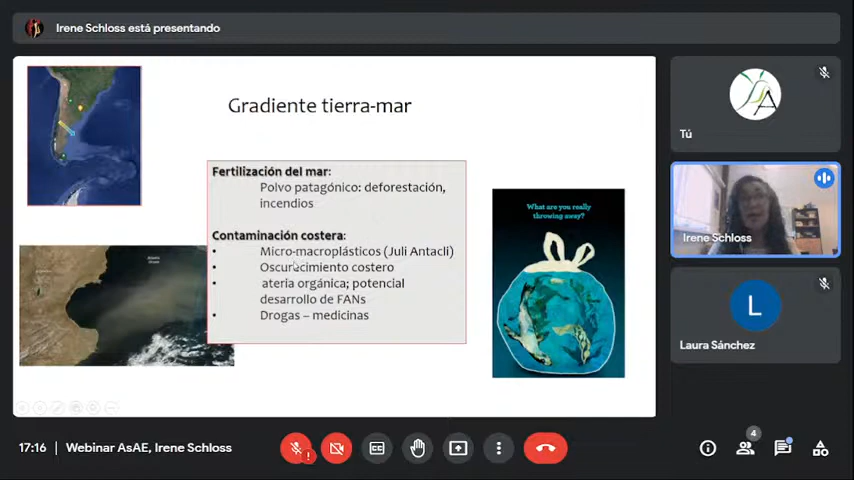 Irene Schloss está presentando
Gradiente tierra-mar
Fertilización del mar:
Polvo patagónico: deforestación,
incendios
Contaminación costera:
• Micro-macroplásticos (Juli Antacli)
• Oscurecimiento costero
• ateria orgánica; potencial
desarrollo de FANs
• Drogas – medicinas
What are you really
throwing away?
Tú
Irene Schloss
L
Laura Sánchez
17:16 | Webinar AsAE, Irene Schloss
4